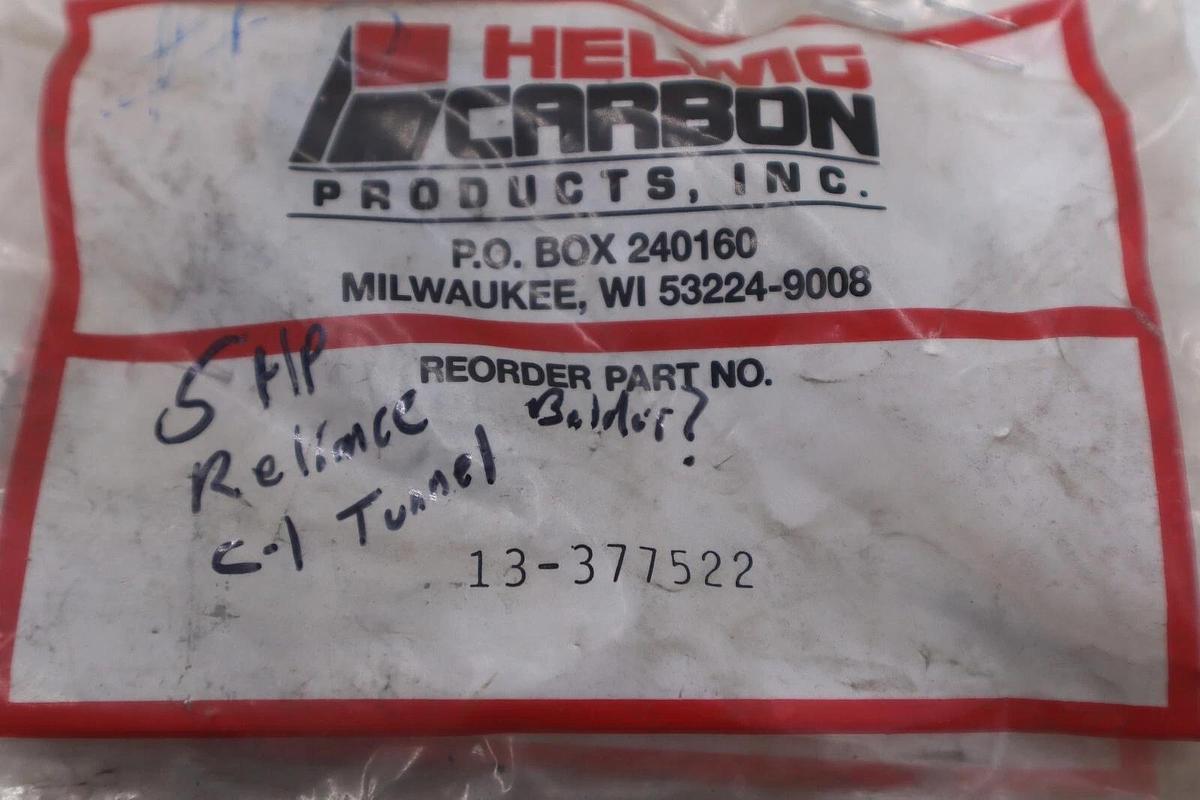 HELWIG
CARBON
PRODUCTS, INC.
P.O. BOX 240160
MILWAUKEE, WI 53224-9008
REORDER PART NO.
5 HP
Reliance
Baldor?
C-1 Tunnel
13-377522